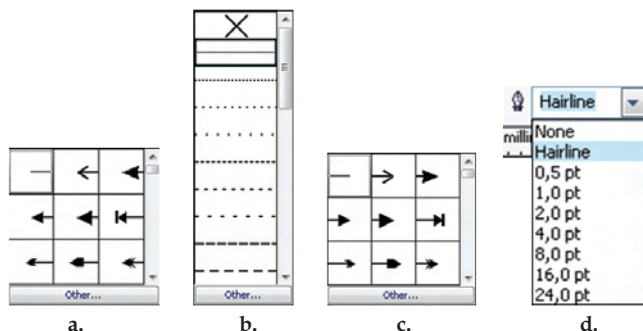 Hairline
milli
None
Hairline
0,5 pt
1,0 pt
2,0 pt
4,0 pt
8,0 pt
16,0 pt
24,0 pt
Other...
Other...
Other...
a.
b.
c.
d.